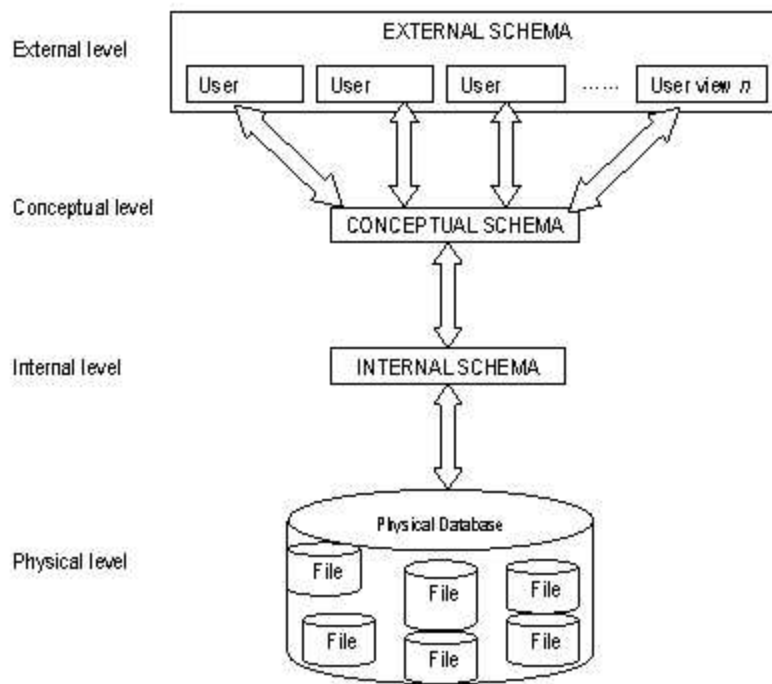 EXTERNAL SCHEMA
External level
User User User ...... User view n
Conceptual level
CONCEPTUAL SCHEMA
Internal level
INTERNAL SCHEMA
Physical Database
Physical level
File
File
File
File
File
File